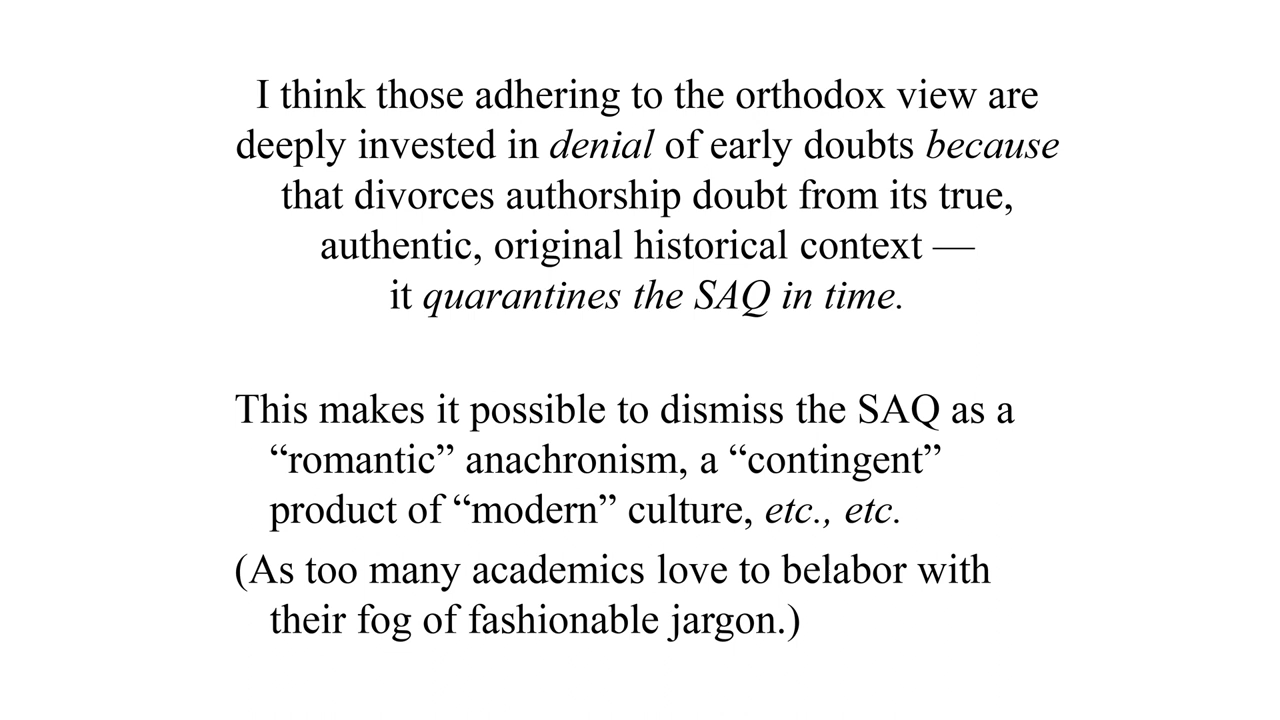 I think those adhering to the orthodox view are
deeply invested in denial of early doubts because
that divorces authorship doubt from its true,
authentic, original historical context —
it quarantines the SAQ in time.
This makes it possible to dismiss the SAQ as a
“romantic” anachronism, a “contingent”
product of “modern” culture, etc., etc.
(As too many academics love to belabor with
their fog of fashionable jargon.)